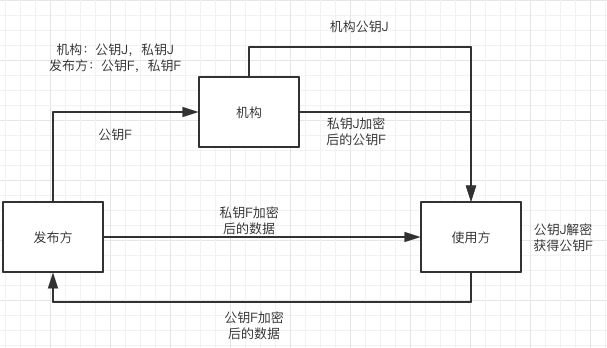 机构公钥J
机构：公钥J，私钥J
发布方：公钥F，私钥F
机构
公钥F
私钥J加密
后的公钥F
私钥F加密
后的数据
发布方
使用方
公钥J解密
获得公钥F
公钥F加密
后的数据